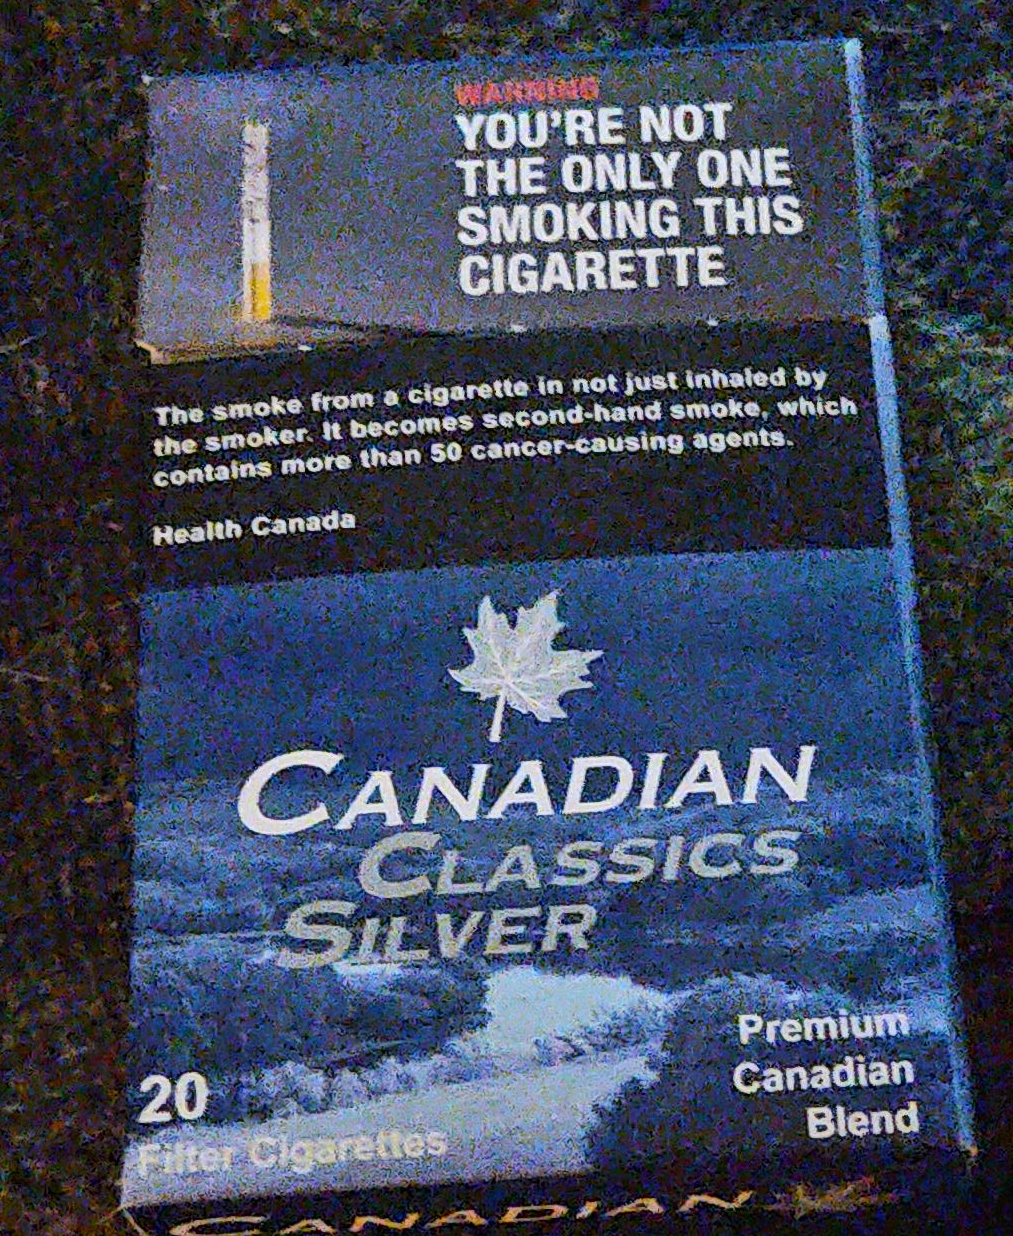 WARNING
YOU'RE NOT
THE ONLY ONE
SMOKING THIS
CIGARETTE
The smoke from a cigarette in not just inhaled by
the smoker. It becomes second-hand smoke, which
contains more than 50 cancer-causing agents.
Health Canada
CANADIAN
CLASSICS
SILVER
Premium
Canadian
Blend
20
Filter Cigarettes
CANADIAN